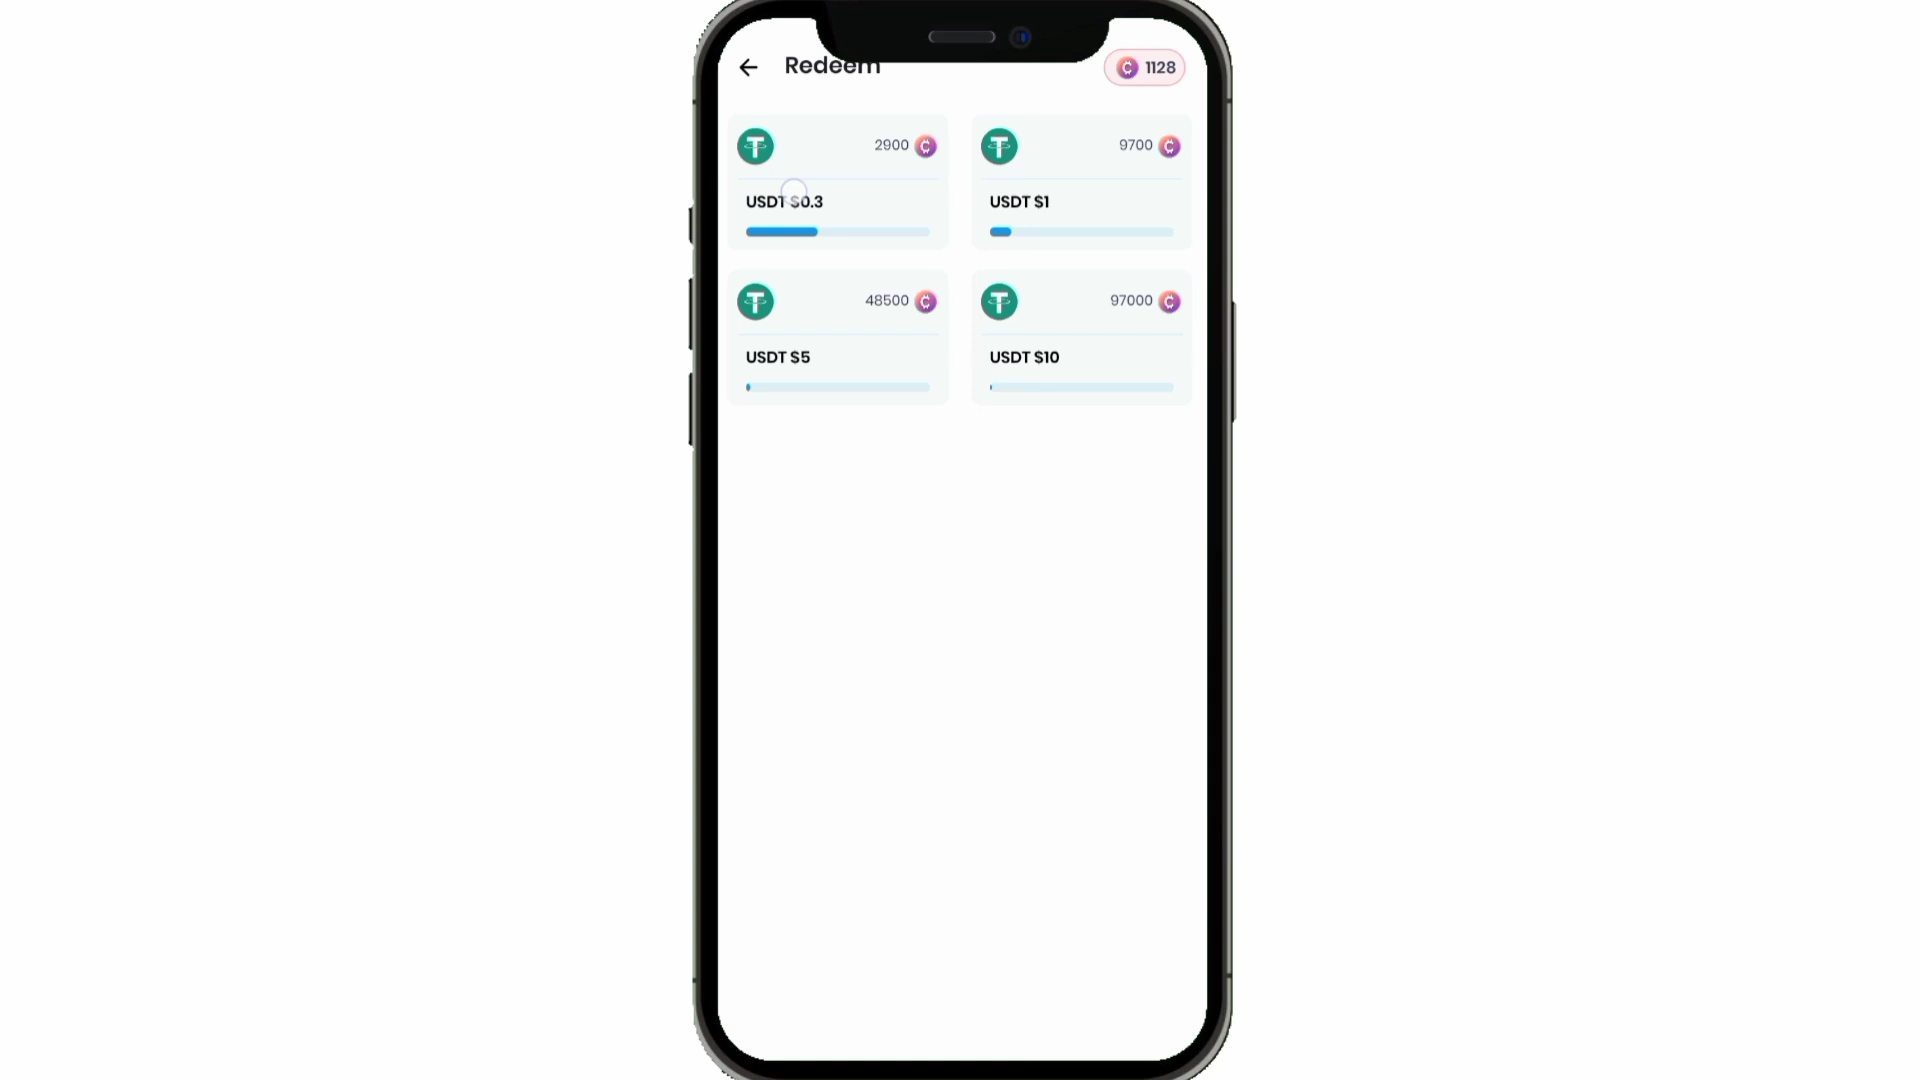 Redeem
1128
2900
9700
USDT $0.3
USDT $1
48500
97000
USDT $5
USDT $10